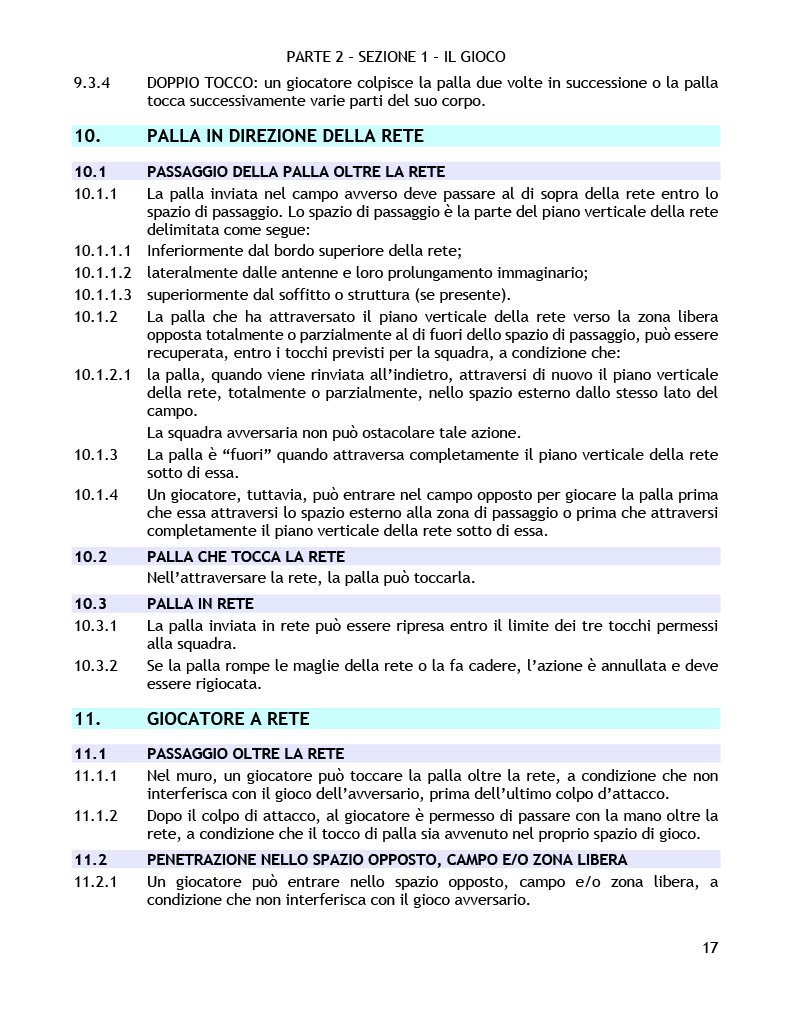 PARTE 2 – SEZIONE 1 – IL GIOCO
9.3.4 DOPPIO TOCCO: un giocatore colpisce la palla due volte in successione o la palla
tocca successivamente varie parti del suo corpo.
10. PALLA IN DIREZIONE DELLA RETE
10.1 PASSAGGIO DELLA PALLA OLTRE LA RETE
10.1.1 La palla inviata nel campo avverso deve passare al di sopra della rete entro lo
spazio di passaggio. Lo spazio di passaggio è la parte del piano verticale della rete
delimitata come segue:
10.1.1.1 Inferiormente dal bordo superiore della rete;
10.1.1.2 lateralmente dalle antenne e loro prolungamento immaginario;
10.1.1.3 superiormente dal soffitto o struttura (se presente).
10.1.2 La palla che ha attraversato il piano verticale della rete verso la zona libera
opposta totalmente o parzialmente al di fuori dello spazio di passaggio, può essere
recuperata, entro i tocchi previsti per la squadra, a condizione che:
10.1.2.1 la palla, quando viene rinviata all’indietro, attraversi di nuovo il piano verticale
della rete, totalmente o parzialmente, nello spazio esterno dallo stesso lato del
campo.
La squadra avversaria non può ostacolare tale azione.
10.1.3 La palla è “fuori” quando attraversa completamente il piano verticale della rete
sotto di essa.
10.1.4 Un giocatore, tuttavia, può entrare nel campo opposto per giocare la palla prima
che essa attraversi lo spazio esterno alla zona di passaggio o prima che attraversi
completamente il piano verticale della rete sotto di essa.
10.2 PALLA CHE TOCCA LA RETE
Nell’attraversare la rete, la palla può toccarla.
10.3 PALLA IN RETE
10.3.1 La palla inviata in rete può essere ripresa entro il limite dei tre tocchi permessi
alla squadra.
10.3.2 Se la palla rompe le maglie della rete o la fa cadere, l’azione è annullata e deve
essere rigiocata.
11. GIOCATORE A RETE
11.1 PASSAGGIO OLTRE LA RETE
11.1.1 Nel muro, un giocatore può toccare la palla oltre la rete, a condizione che non
interferisca con il gioco dell’avversario, prima dell’ultimo colpo d’attacco.
11.1.2 Dopo il colpo di attacco, al giocatore è permesso di passare con la mano oltre la
rete, a condizione che il tocco di palla sia avvenuto nel proprio spazio di gioco.
11.2 PENETRAZIONE NELLO SPAZIO OPPOSTO, CAMPO E/O ZONA LIBERA
11.2.1 Un giocatore può entrare nello spazio opposto, campo e/o zona libera, a
condizione che non interferisca con il gioco avversario.
17